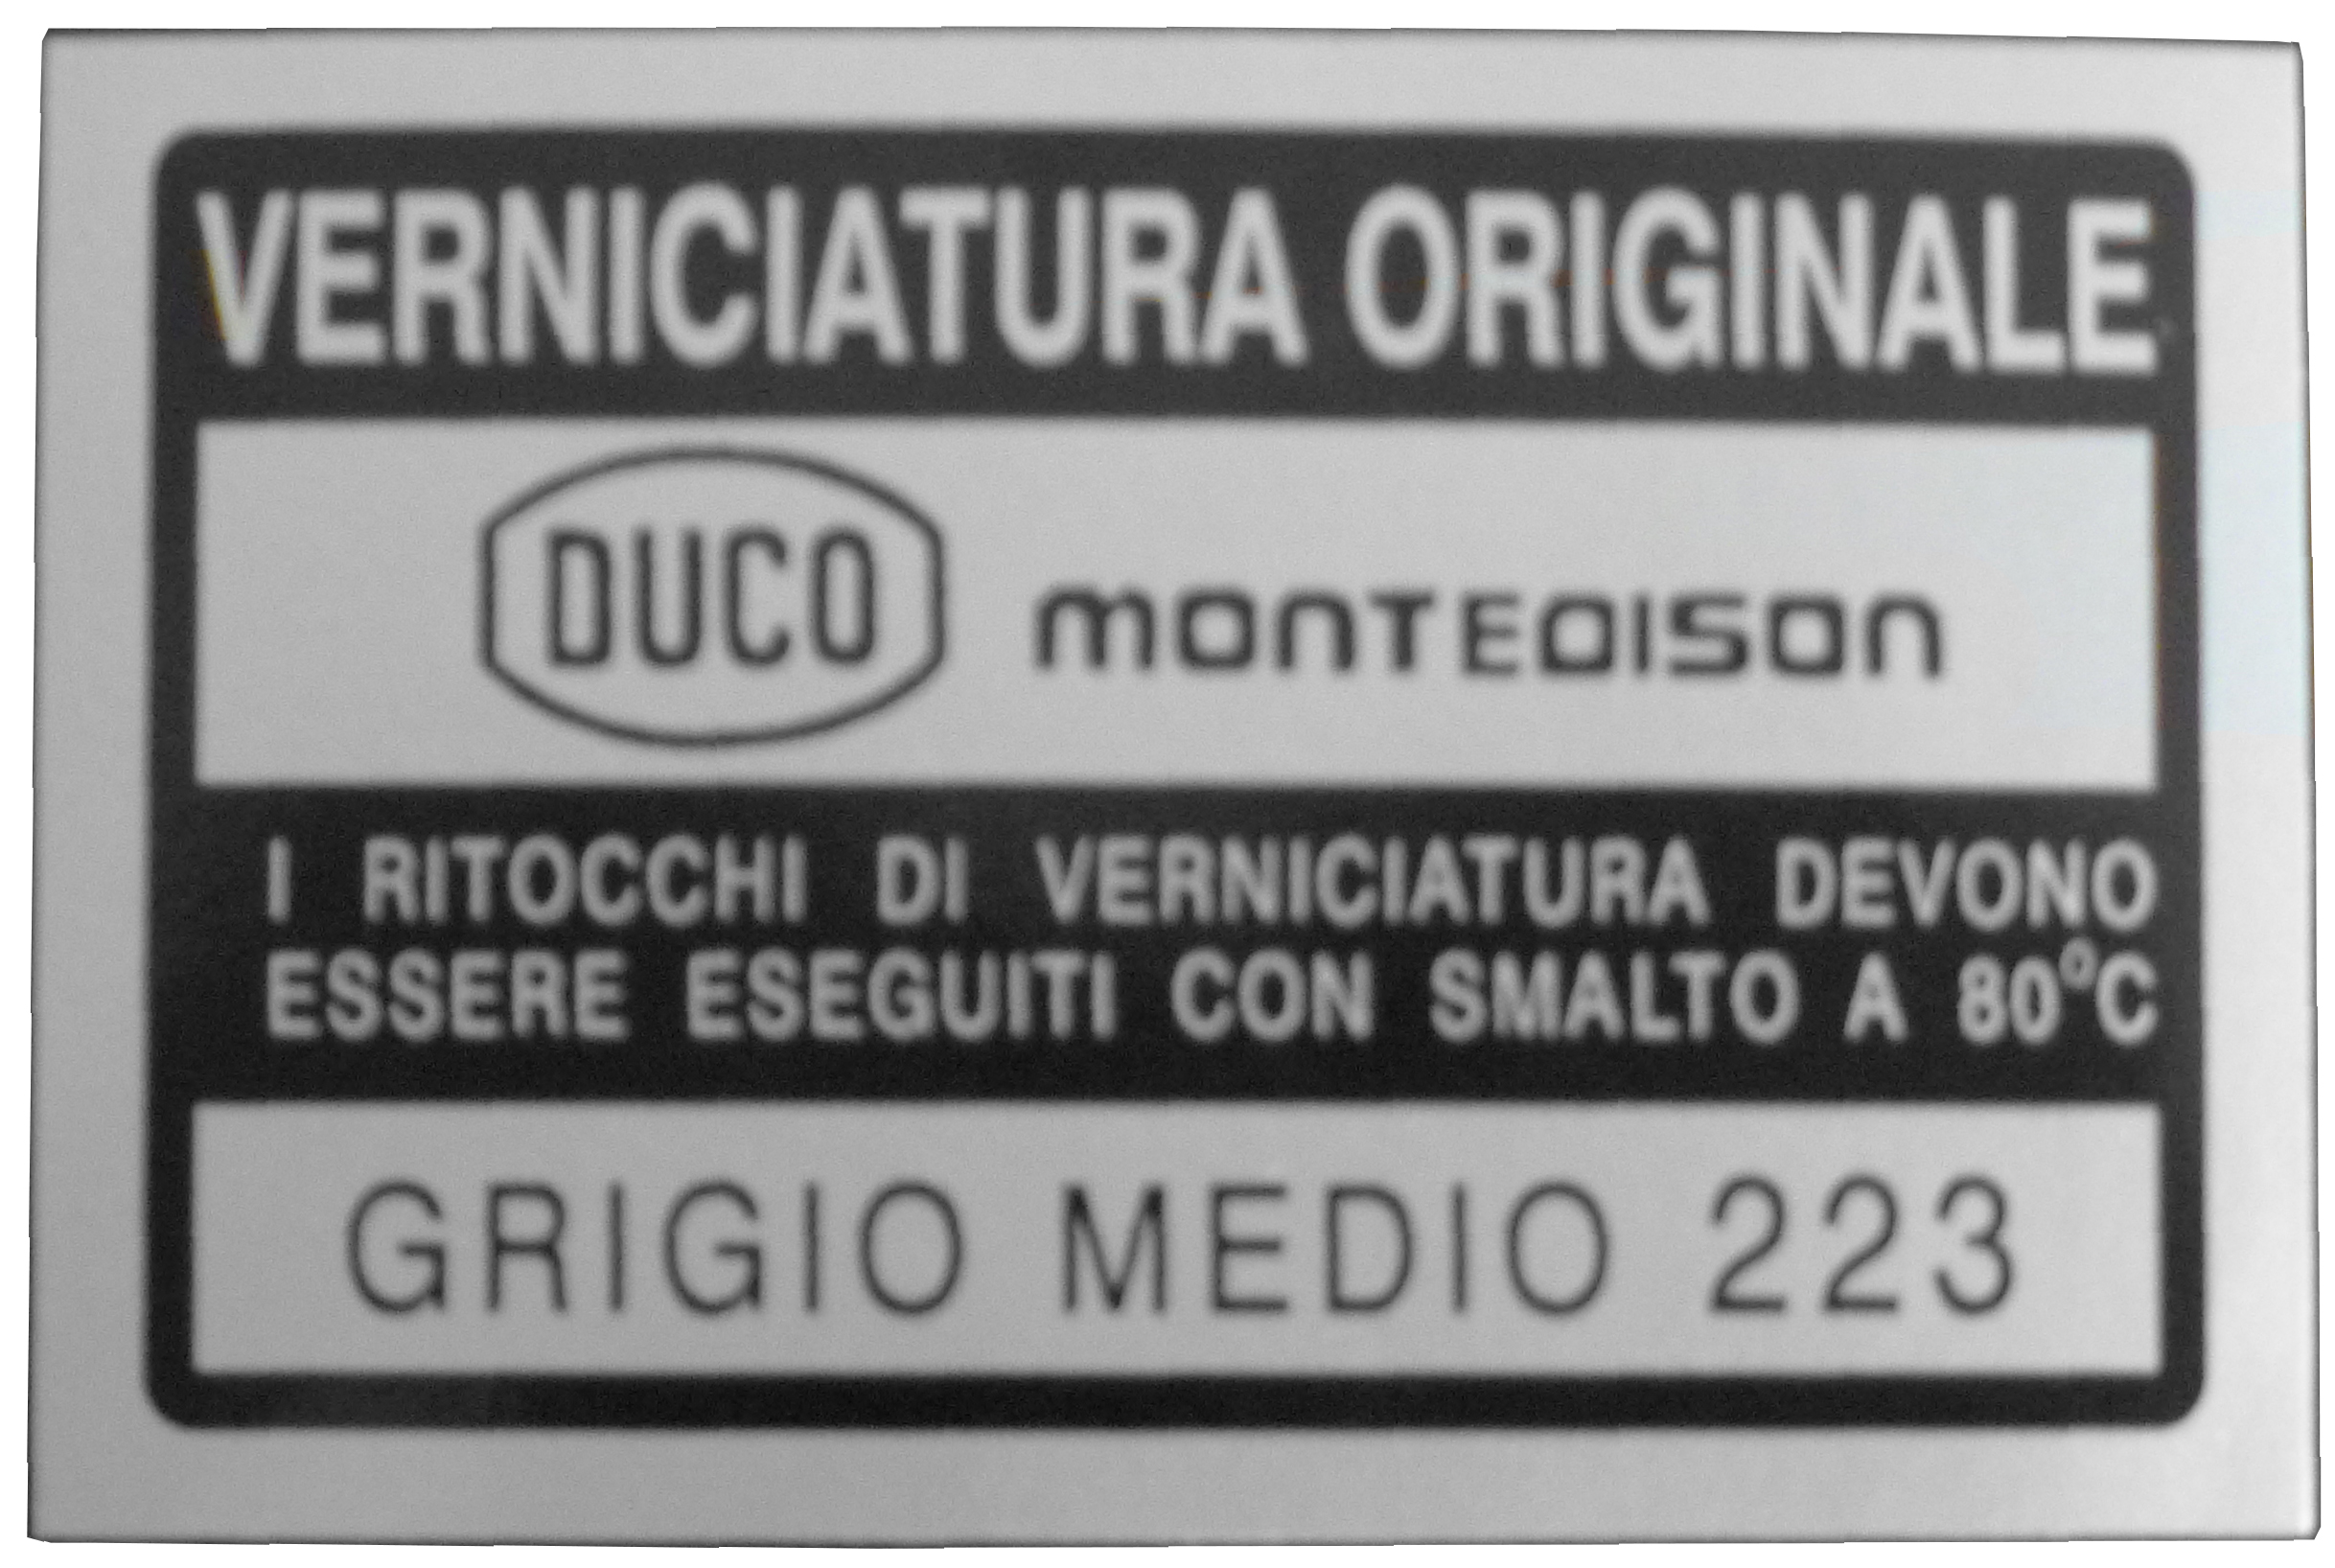 VERNICIATURA ORIGINALE
DUCO MONTEDISON
I RITOCCHI DI VERNICIATURA DEVONO
ESSERE ESEGUITI CON SMALTO A 80°C
GRIGIO MEDIO 223